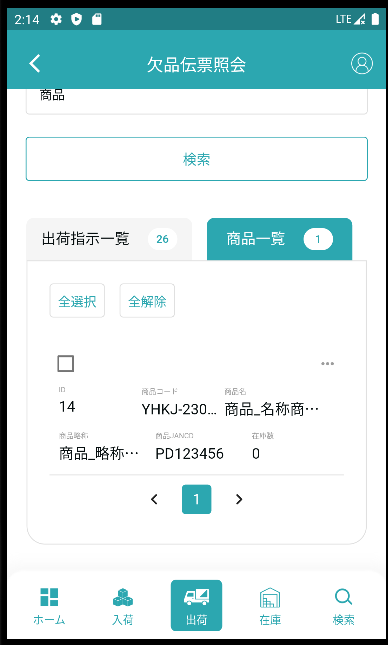 2:14 LTE
欠品伝票照会
商品
検索
出荷指示一覧 26 商品一覧 1
全選択 全解除
ID 商品コード 商品名
14 YHKJ-230… 商品_名称商…
商品略称 商品JANCD 在庫数
商品_略称… PD123456 0
1
ホーム 入荷 出荷 在庫 検索